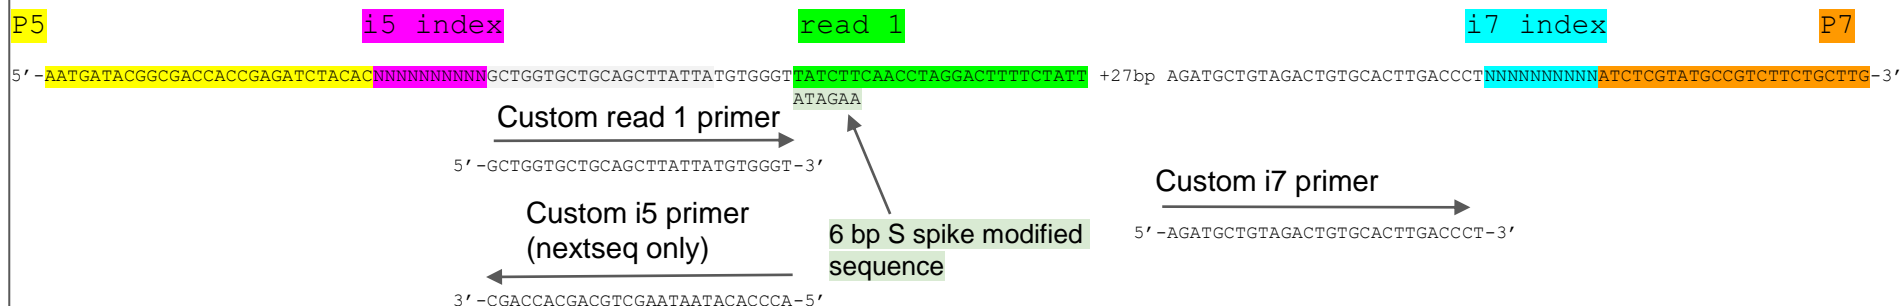 P5 i5 index read 1 i7 index P7
5’-AATGATACGGCGACCACCGAGATCTACACNNNNNNNNNNGCTGGTGCTGCAGCTTATTATGTGGGTTATCTTCAACCTAGGACTTTTCTATT +27bp AGATGCTGTAGACTGTGCACTTGACCCTNNNNNNNNNNATCTCGTATGCCGTCTTCTGCTTG-3’
ATAGAA
Custom read 1 primer
5’-GCTGGTGCTGCAGCTTATTATGTGGGT-3’
Custom i5 primer
(nextseq only)
3’-CGACCACGACGTCGAATAATACACCCA-5’
6 bp S spike modified
sequence
Custom i7 primer
5’-AGATGCTGTAGACTGTGCACTTGACCCT-3’